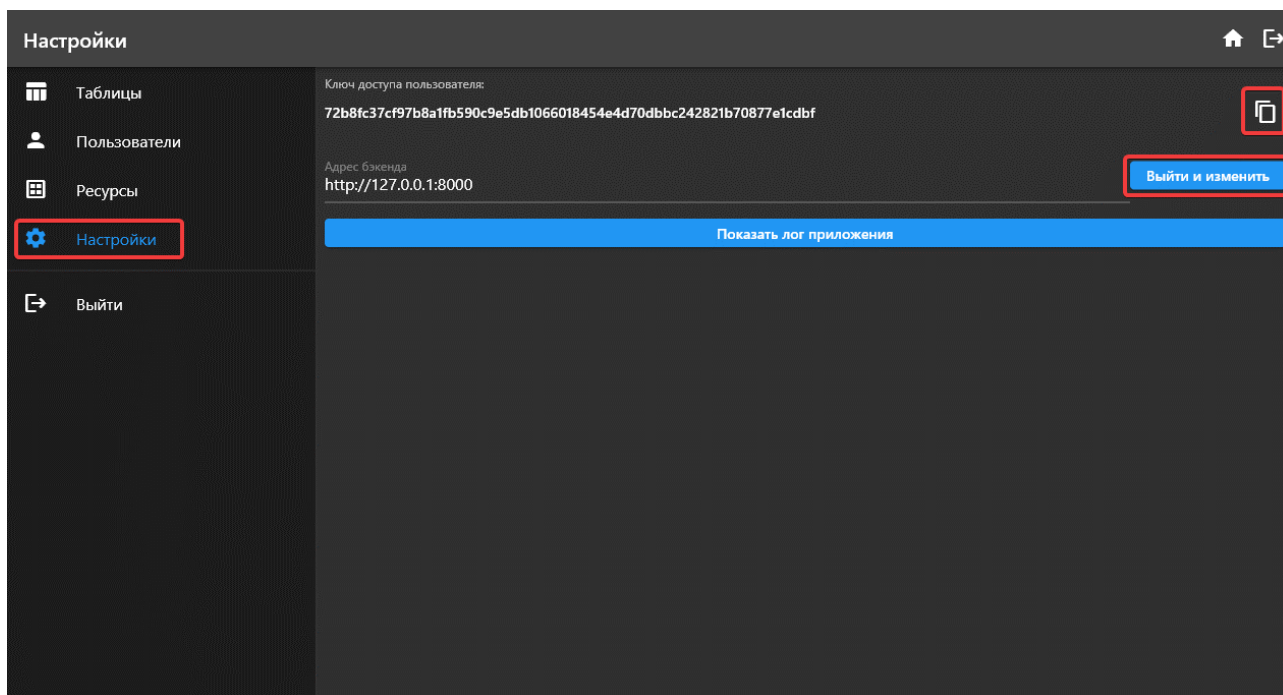 Настройки
Таблицы
Пользователи
Ресурсы
Настройки
Выйти
Ключ доступа пользователя:
72b8fc37cf97b8a1fb590c9e5db1066018454e4d70dbbc242821b70877e1cdbf
Адрес бэкенда
http://127.0.0.1:8000
Выйти и изменить
Показать лог приложения